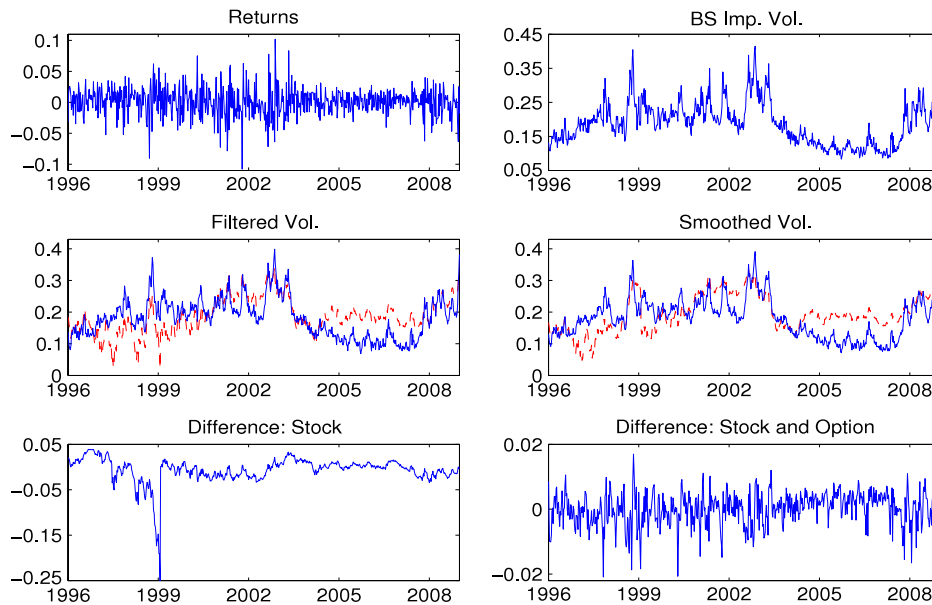 Returns
0.1
0.05
0
−0.05
−0.1
1996 1999 2002 2005 2008
BS Imp. Vol.
0.45
0.35
0.25
0.15
0.05
1996 1999 2002 2005 2008
Filtered Vol.
0.4
0.3
0.2
0.1
0
1996 1999 2002 2005 2008
Smoothed Vol.
0.4
0.3
0.2
0.1
0
1996 1999 2002 2005 2008
Difference: Stock
0.05
−0.05
−0.15
−0.25
1996 1999 2002 2005 2008
Difference: Stock and Option
0.02
0
−0.02
1996 1999 2002 2005 2008